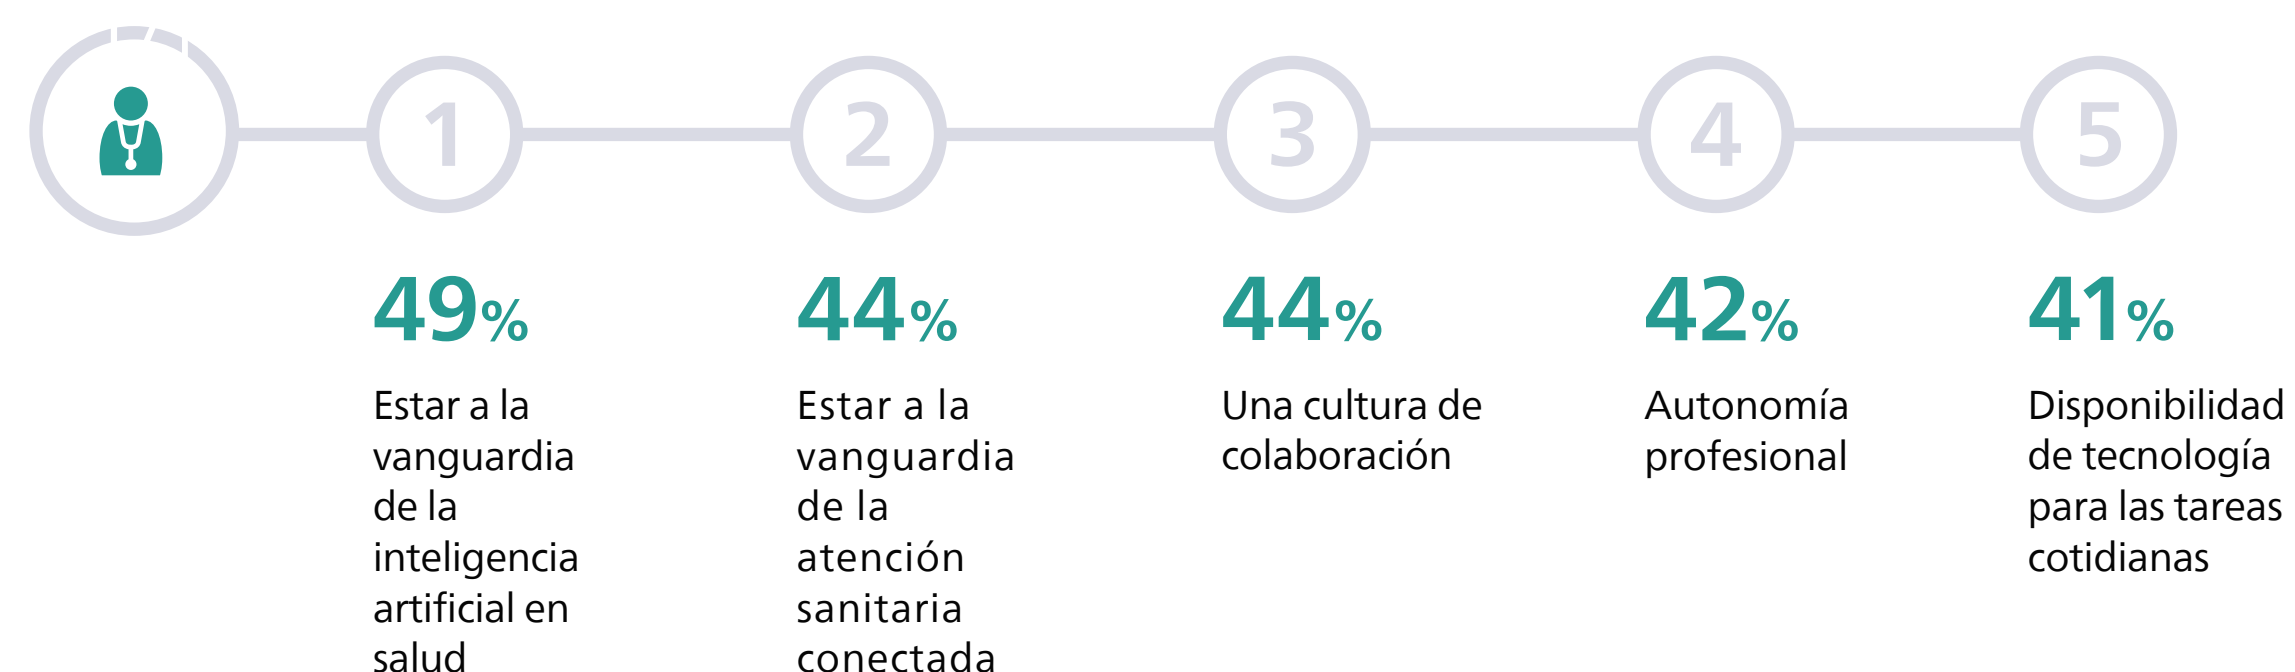 1
2
3
4
5
49%
44%
44%
42%
41%
Estar a la
vanguardia
de la
inteligencia
artificial en
salud
Estar a la
vanguardia
de la
atención
sanitaria
conectada
Una cultura de
colaboración
Autonomía
profesional
Disponibilidad
de tecnología
para las tareas
cotidianas